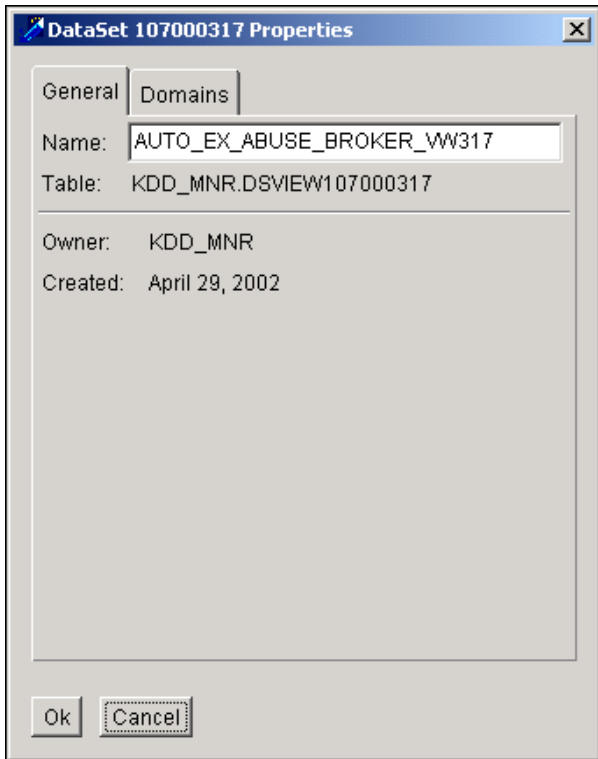 DataSet 107000317 Properties
General Domains
Name: AUTO_EX_ABUSE_BROKER_VW317
Table: KDD_MNR.DSVIEW107000317
Owner: KDD_MNR
Created: April 29, 2002
Ok Cancel